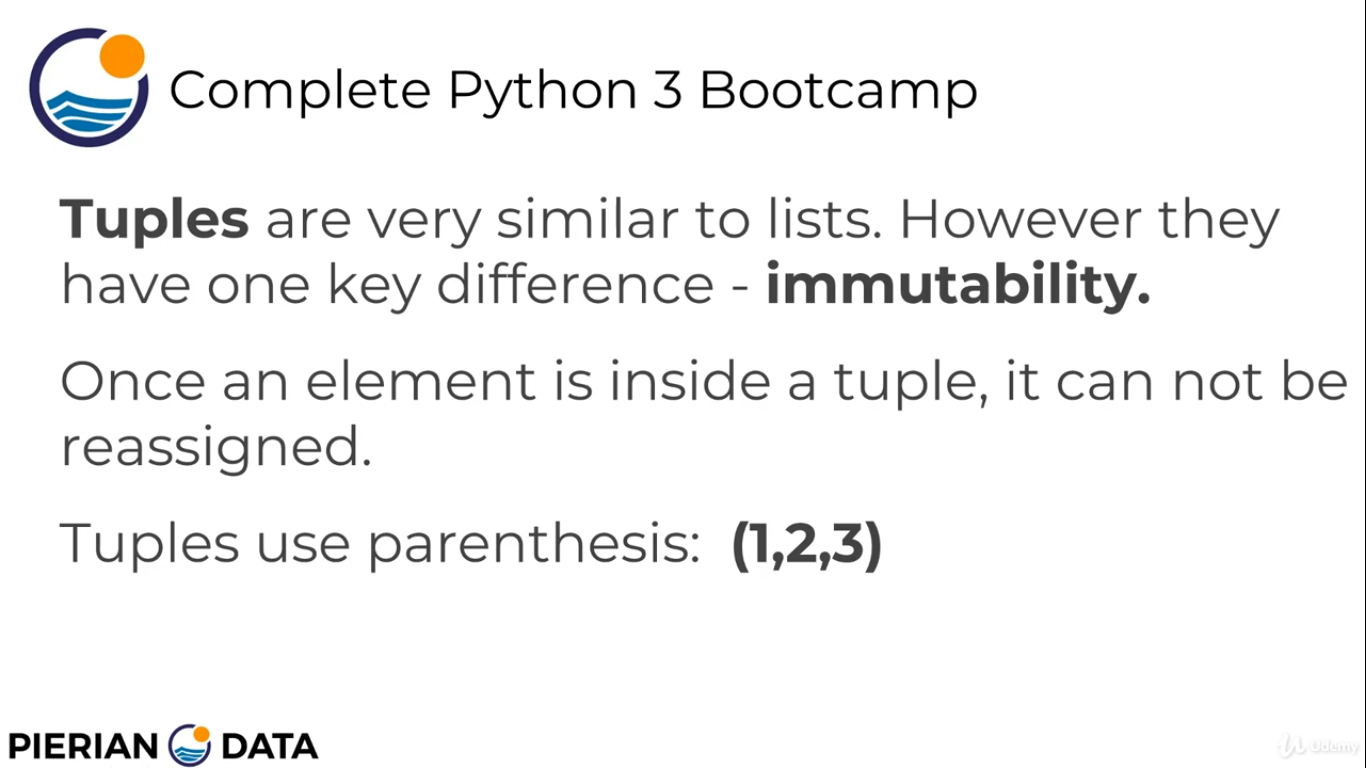 Complete Python 3 Bootcamp
Tuples are very similar to lists. However they
have one key difference - immutability.
Once an element is inside a tuple, it can not be
reassigned.
Tuples use parenthesis: (1,2,3)
PIERIAN DATA
Udemy